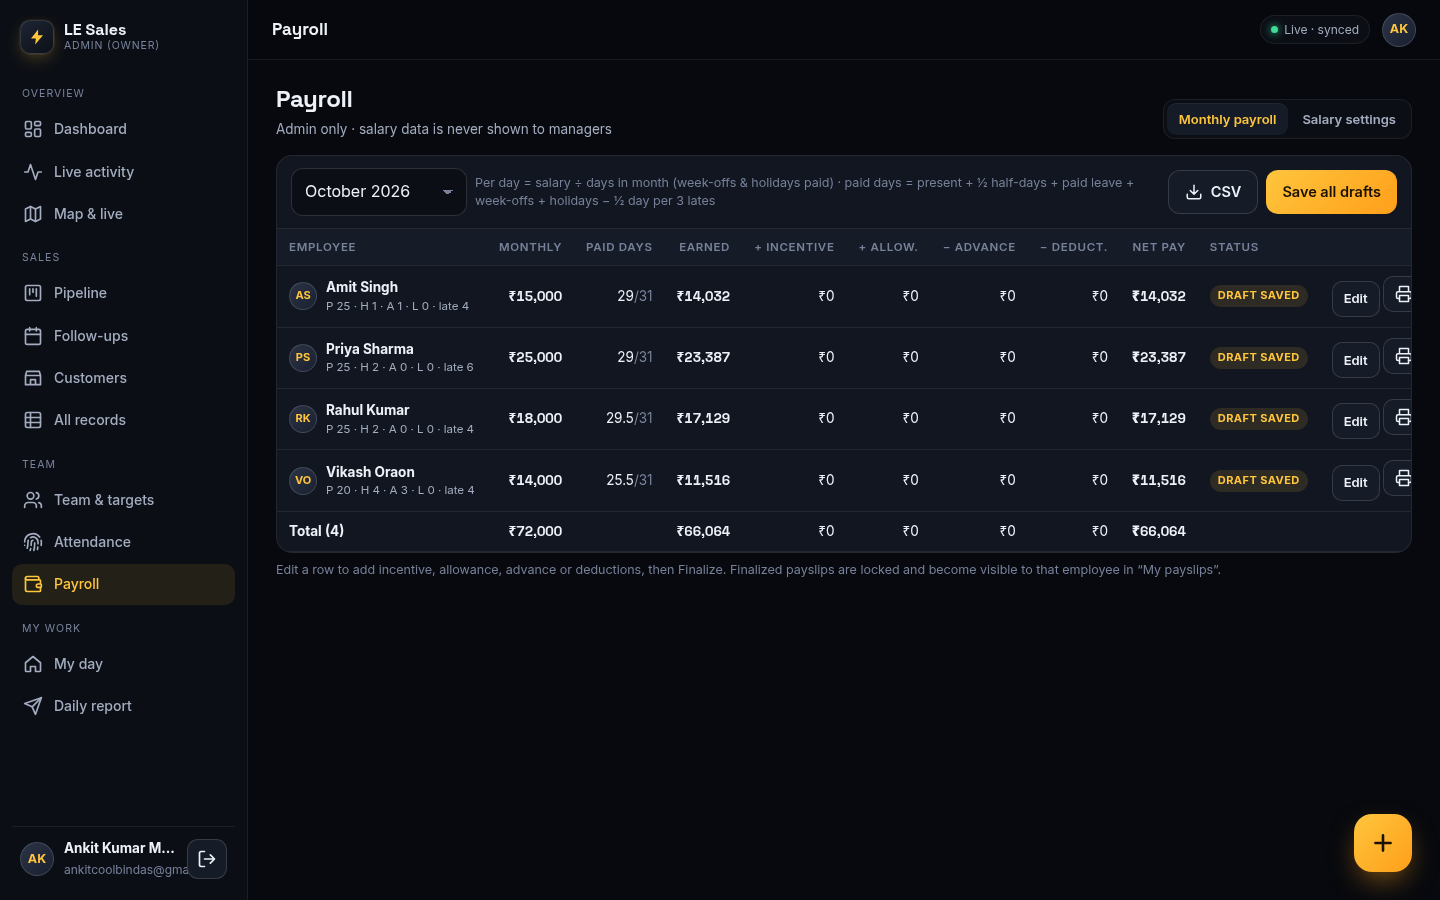 LE Sales
ADMIN (OWNER)
OVERVIEW
Dashboard
Live activity
Map & live
SALES
Pipeline
Follow-ups
Customers
All records
TEAM
Team & targets
Attendance
Payroll
MY WORK
My day
Daily report
AK
Ankit Kumar M...
ankitcoolbindas@gma
Payroll
Live · synced
AK
Payroll
Admin only · salary data is never shown to managers
Monthly payroll
Salary settings
October 2026
Per day = salary ÷ days in month (week-offs & holidays paid) · paid days = present + ½ half-days + paid leave +
week-offs + holidays − ½ day per 3 lates
CSV
Save all drafts
EMPLOYEE MONTHLY PAID DAYS EARNED + INCENTIVE + ALLOW. − ADVANCE − DEDUCT. NET PAY STATUS
AS Amit Singh ₹15,000 29/31 ₹14,032 ₹0 ₹0 ₹0 ₹0 ₹14,032 DRAFT SAVED Edit
P 25 · H 1 · A 1 · L 0 · late 4
PS Priya Sharma ₹25,000 29/31 ₹23,387 ₹0 ₹0 ₹0 ₹0 ₹23,387 DRAFT SAVED Edit
P 25 · H 2 · A 0 · L 0 · late 6
RK Rahul Kumar ₹18,000 29.5/31 ₹17,129 ₹0 ₹0 ₹0 ₹0 ₹17,129 DRAFT SAVED Edit
P 25 · H 2 · A 0 · L 0 · late 4
VO Vikash Oraon ₹14,000 25.5/31 ₹11,516 ₹0 ₹0 ₹0 ₹0 ₹11,516 DRAFT SAVED Edit
P 20 · H 4 · A 3 · L 0 · late 4
Total (4) ₹72,000 ₹66,064 ₹0 ₹0 ₹0 ₹0 ₹66,064
Edit a row to add incentive, allowance, advance or deductions, then Finalize. Finalized payslips are locked and become visible to that employee in “My payslips”.